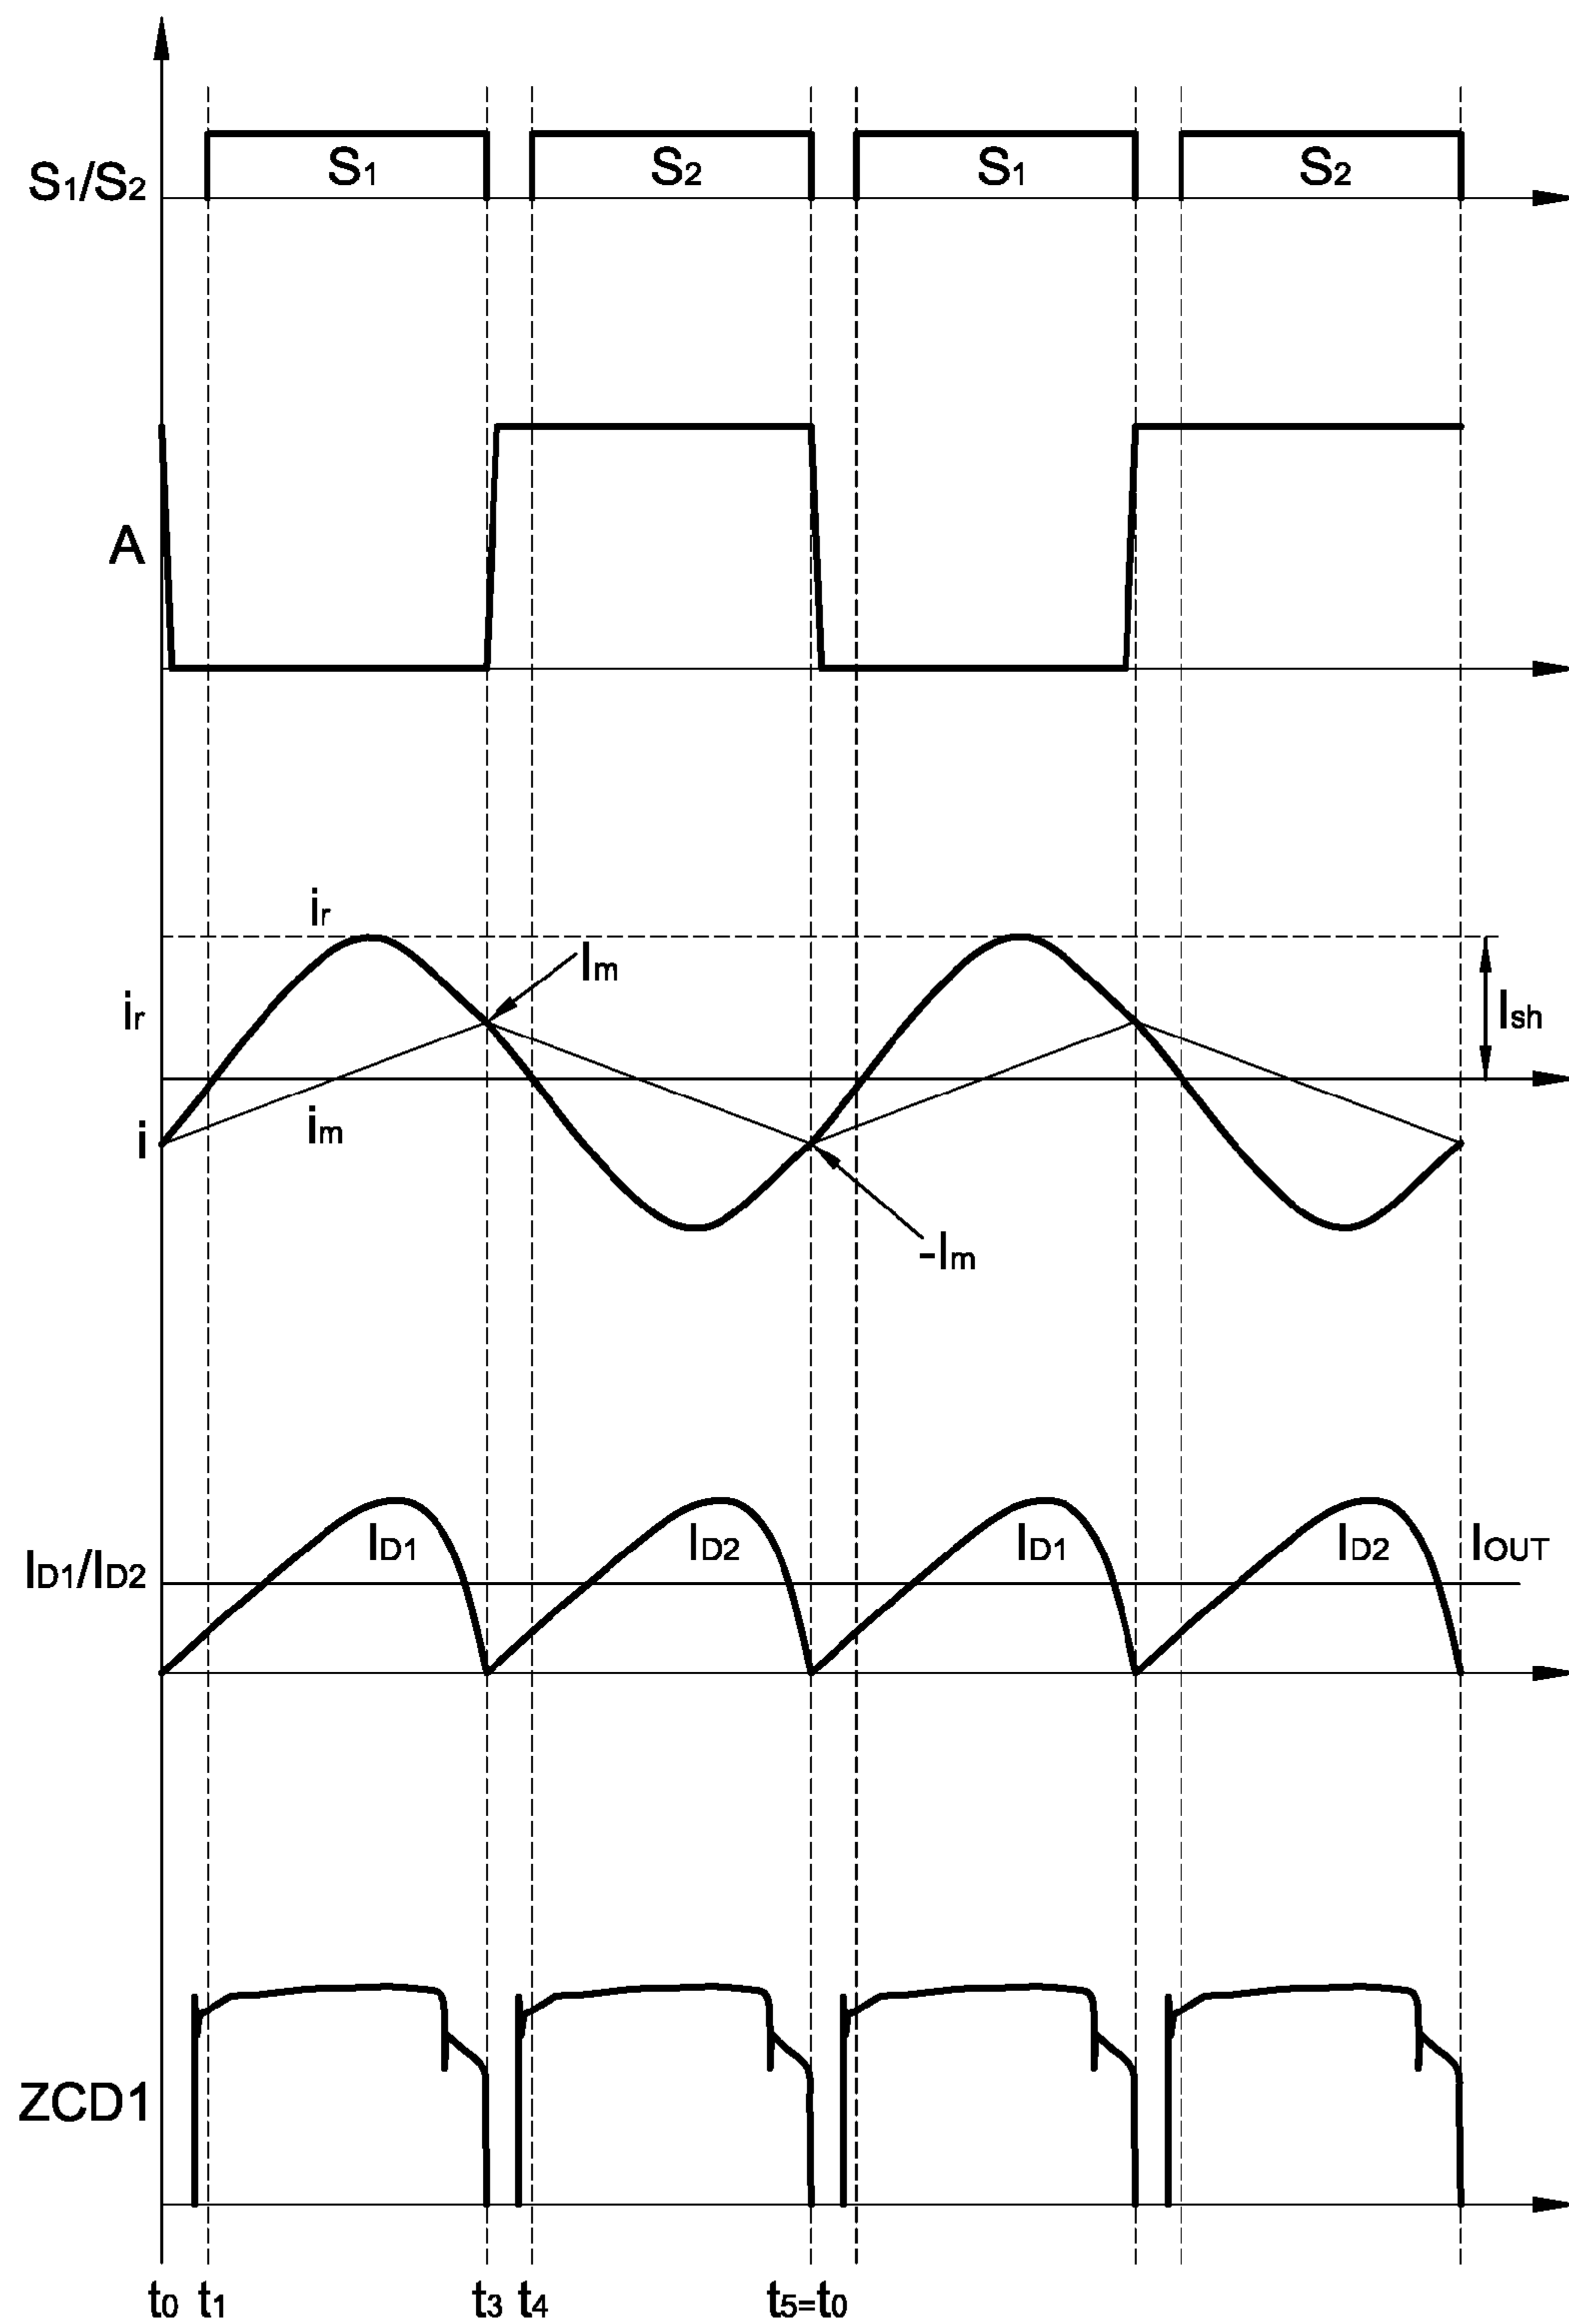 S1/S2
S1
S2
S1
S2
A
ir
Im
ir
Ish
im
i
-Im
ID1/ID2
ID1
ID2
ID1
ID2
IOUT
ZCD1
t0 t1 t3 t4 t5=t0